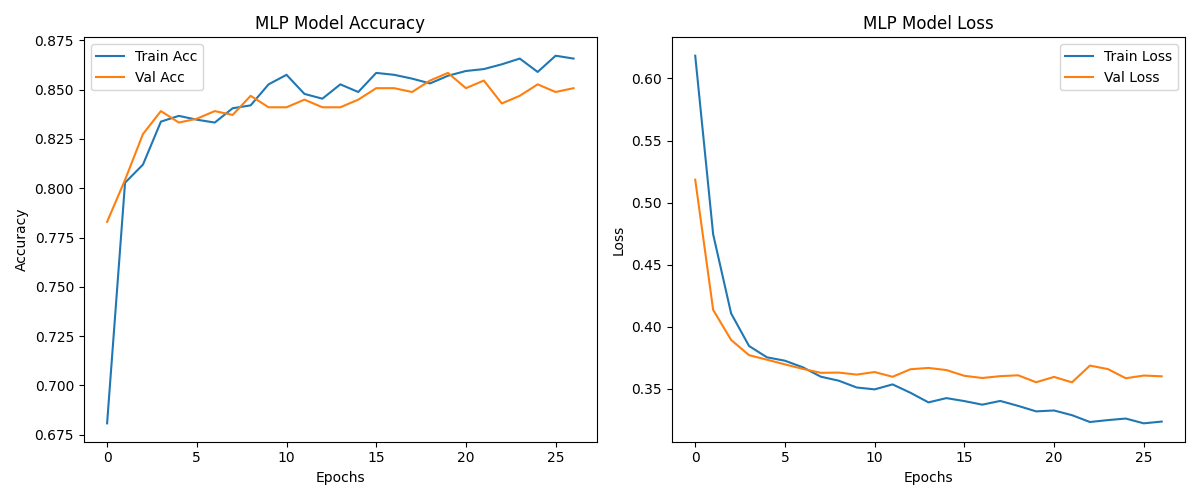 MLP Model Accuracy
0.875
0.850
0.825
0.800
0.775
0.750
0.725
0.700
0.675
Accuracy
Train Acc
Val Acc
0 5 10 15 20 25
Epochs
MLP Model Loss
0.60
0.55
0.50
0.45
0.40
0.35
Loss
Train Loss
Val Loss
0 5 10 15 20 25
Epochs